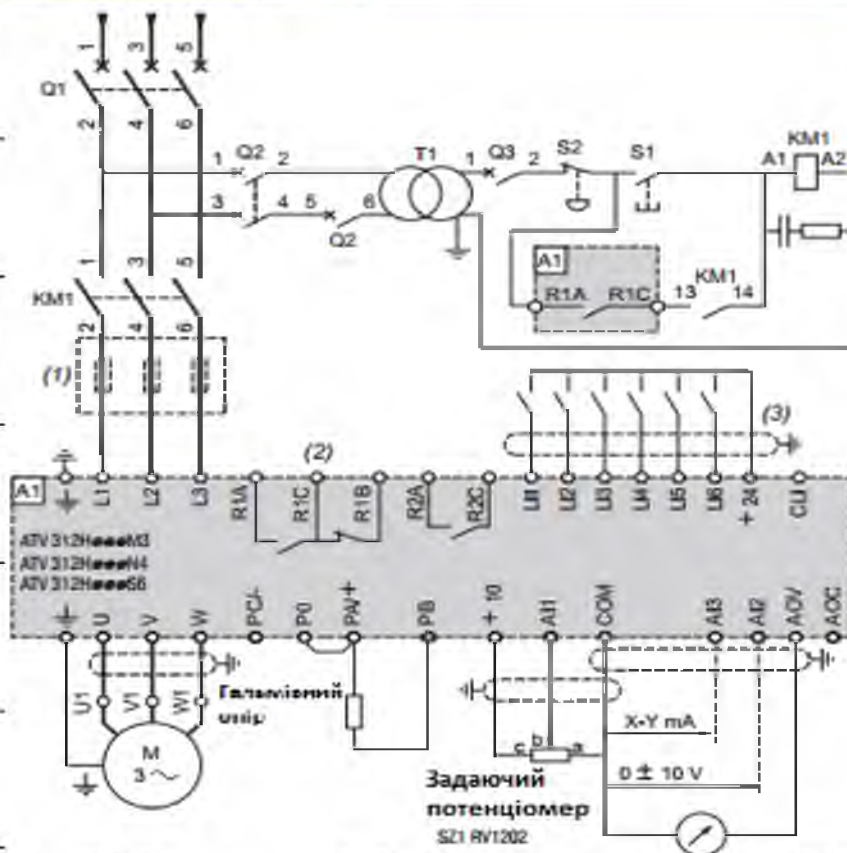 1 3 5
Q1
2 4 6
1 Q2 2 T1 1 Q3 2 S2 S1 A1 KM1 A2
3 4 5 6
Q2
A1
R1A R1C 13 KM1 14
1 3 5
KM1
2 4 6
(1)
(2)
(3)
A1
L1 L2 L3 R1A R1C R1B R2A R2C LI1 LI2 LI3 LI4 LI5 LI6 + 24 CLI
ATV 312H●●●M3
ATV 312H●●●N4
ATV 312H●●●S6
U V W PC/- P0 PA/+ PB + 10 AI1 COM AI3 AI2 AOV AOC
U1 V1 W1
Гальмівний
опір
M
3 ~
c b a
X-Y mA
0 ± 10 V
Задаючий
потенціомер
SZ1 RV1202